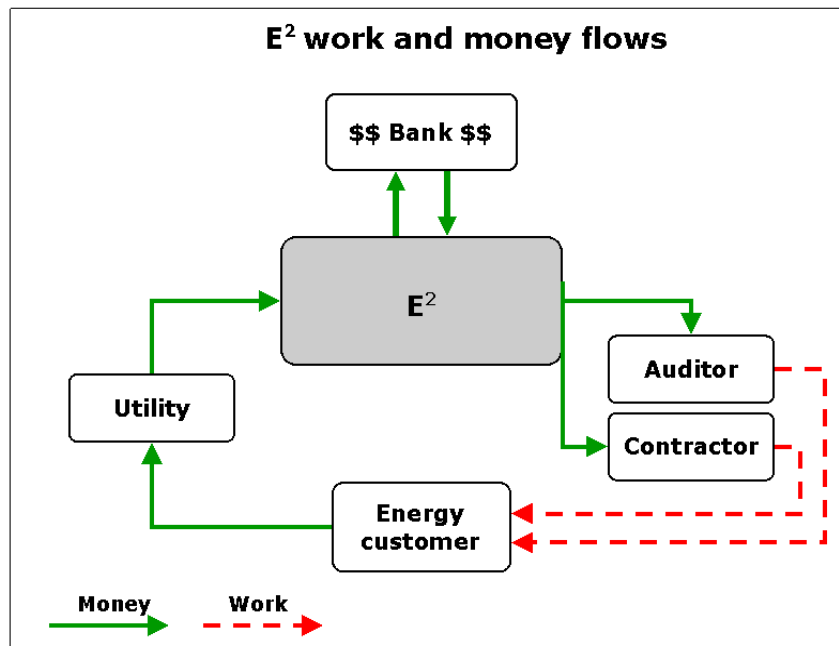 E² work and money flows
$$ Bank $$
E²
Utility
Auditor
Contractor
Energy
customer
Money
Work